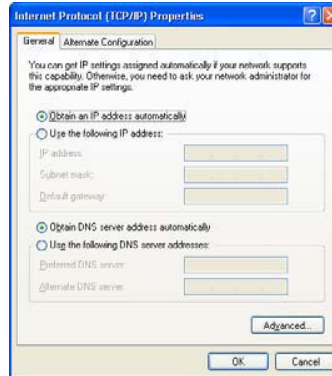 Internet Protocol (TCP/IP) Properties
General
Alternate Configuration
You can get IP settings assigned automatically if your network supports
this capability. Otherwise, you need to ask your network administrator for
the appropriate IP settings.
Obtain an IP address automatically
Use the following IP address:
IP address:
Subnet mask:
Default gateway:
Obtain DNS server address automatically
Use the following DNS server addresses:
Preferred DNS server:
Alternate DNS server:
Advanced...
OK
Cancel